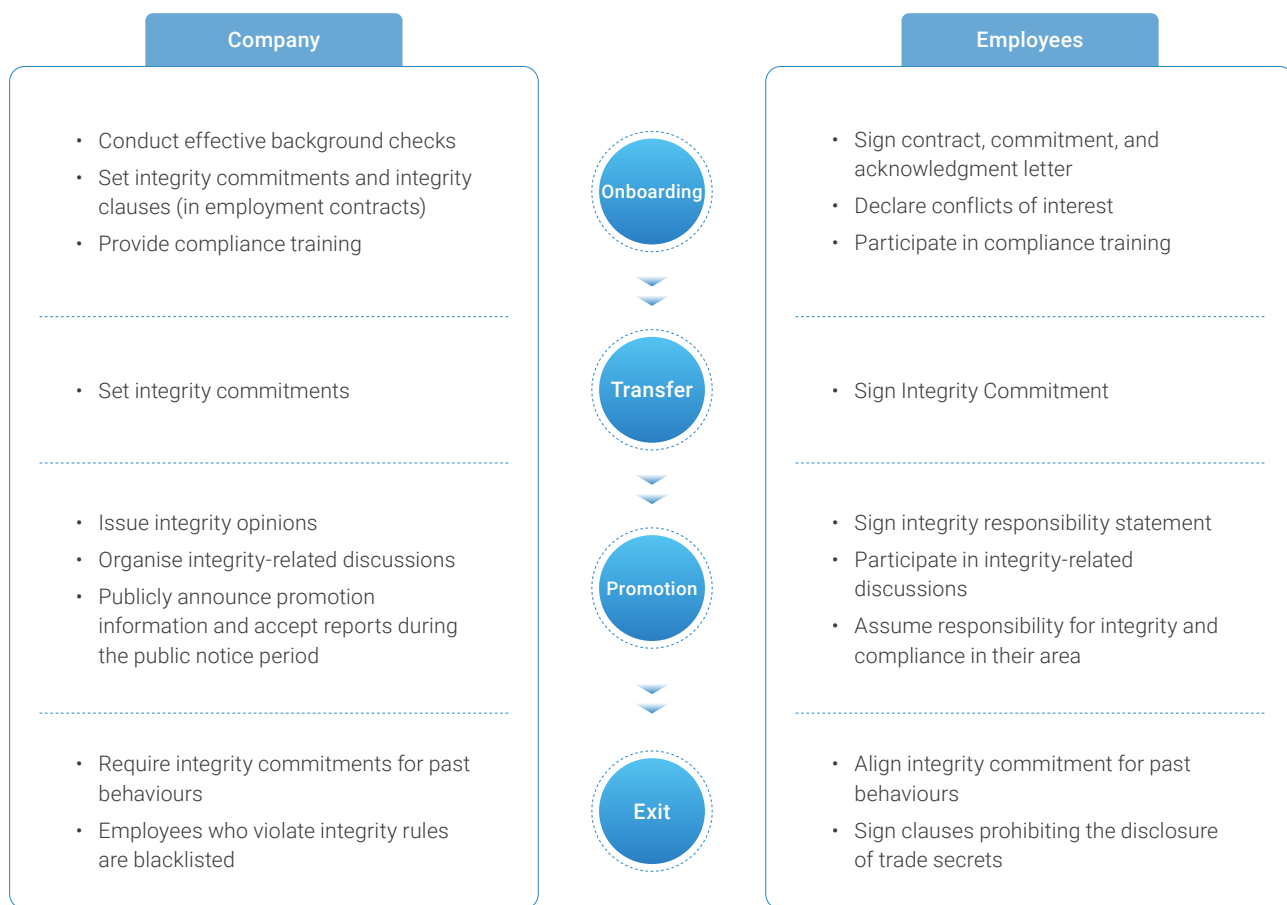 Company
Employees
• Conduct effective background checks
• Set integrity commitments and integrity
clauses (in employment contracts)
• Provide compliance training
Onboarding
• Sign contract, commitment, and
acknowledgment letter
• Declare conflicts of interest
• Participate in compliance training
• Set integrity commitments
Transfer
• Sign Integrity Commitment
• Issue integrity opinions
• Organise integrity-related discussions
• Publicly announce promotion
information and accept reports during
the public notice period
Promotion
• Sign integrity responsibility statement
• Participate in integrity-related
discussions
• Assume responsibility for integrity and
compliance in their area
• Require integrity commitments for past
behaviours
• Employees who violate integrity rules
are blacklisted
Exit
• Align integrity commitment for past
behaviours
• Sign clauses prohibiting the disclosure
of trade secrets